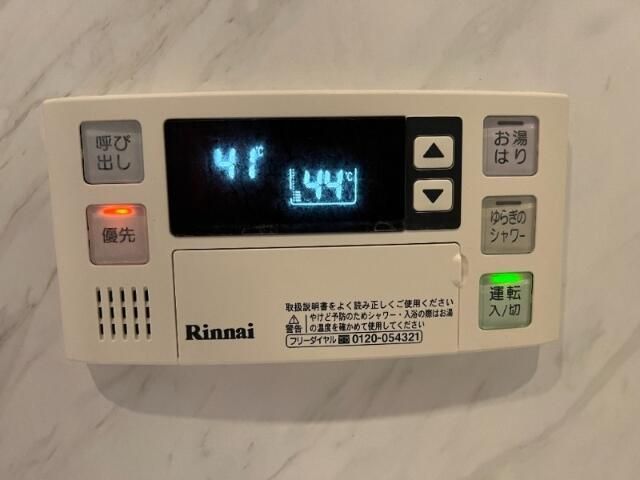 呼び
出し
優先
41℃
44℃
お湯
はり
ゆらぎの
シャワー
運転
入/切
Rinnai
取扱説明書をよく読み正しくご使用ください
警告
やけど予防のためシャワー・入浴の際はお湯
の温度を確かめて使用してください
フリーダイヤル 0120-054321